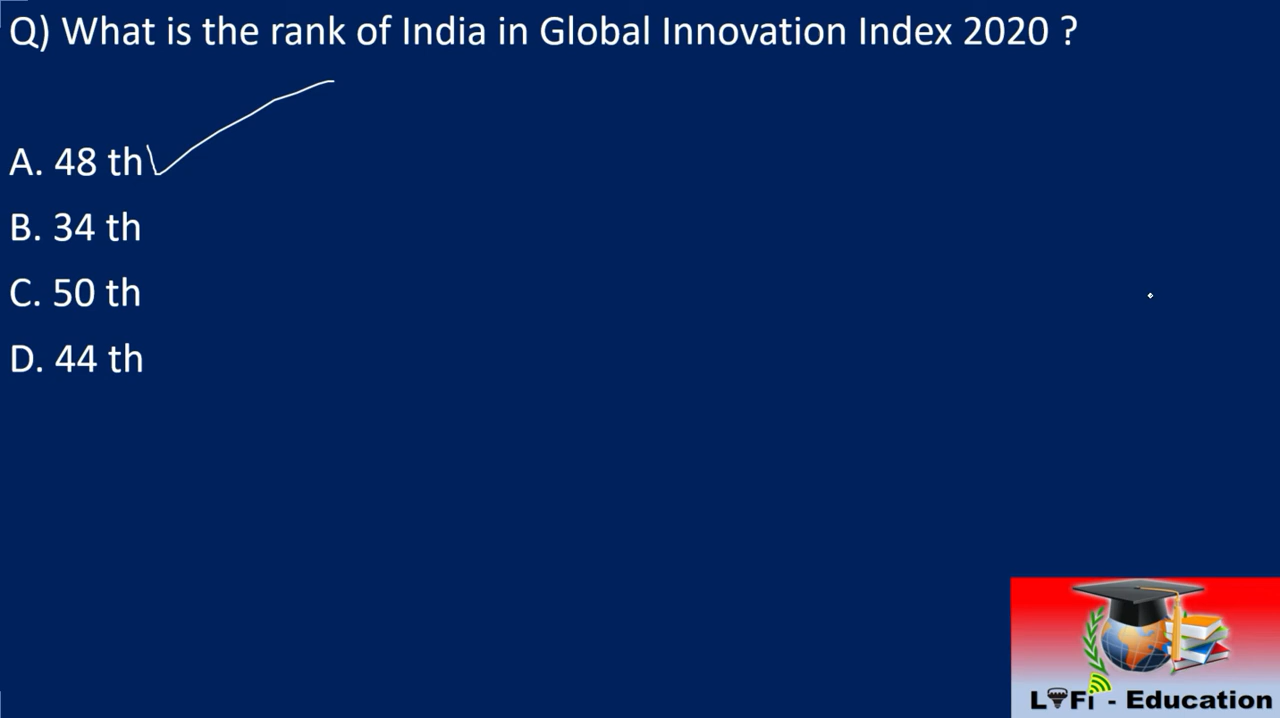 Q) What is the rank of India in Global Innovation Index 2020 ?
A. 48 th
B. 34 th
C. 50 th
D. 44 th
LiFi - Education